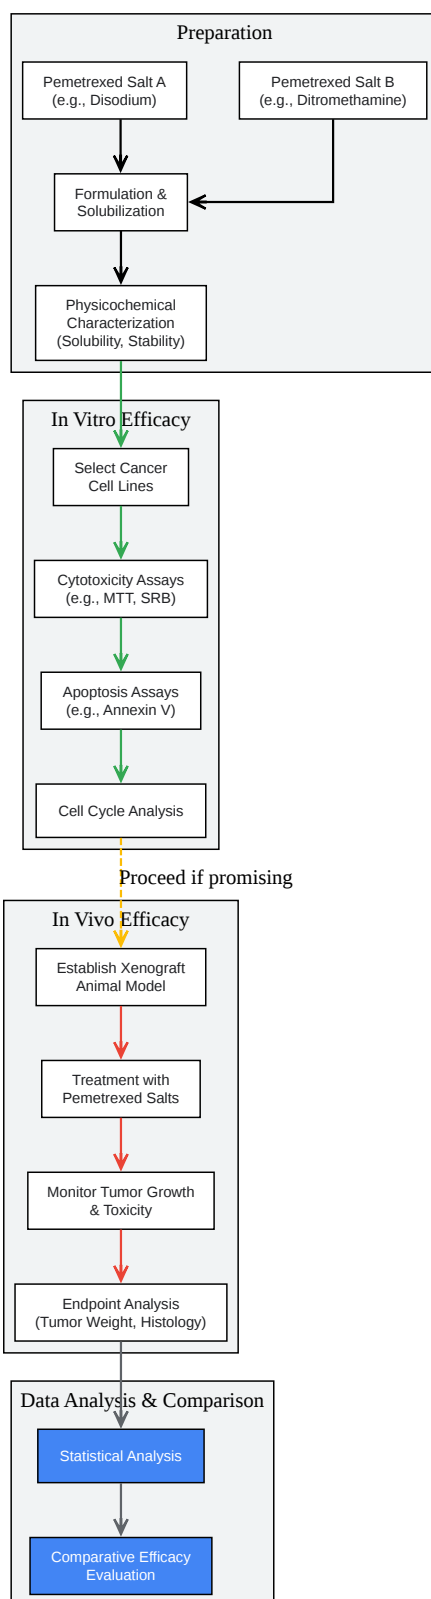 Preparation
Pemetrexed Salt A
(e.g., Disodium)
Pemetrexed Salt B
(e.g., Ditromethamine)
Formulation &
Solubilization
Physicochemical
Characterization
(Solubility, Stability)
In Vitro Efficacy
Select Cancer
Cell Lines
Cytotoxicity Assays
(e.g., MTT, SRB)
Apoptosis Assays
(e.g., Annexin V)
Cell Cycle Analysis
Proceed if promising
In Vivo Efficacy
Establish Xenograft
Animal Model
Treatment with
Pemetrexed Salts
Monitor Tumor Growth
& Toxicity
Endpoint Analysis
(Tumor Weight, Histology)
Data Analysis & Comparison
Statistical Analysis
Comparative Efficacy
Evaluation